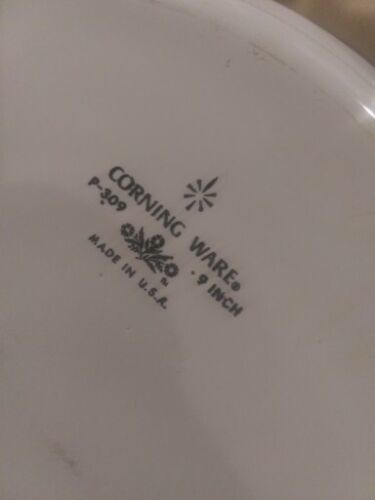 CORNING WARE®
P-309 9 INCH
MADE IN U.S.A.